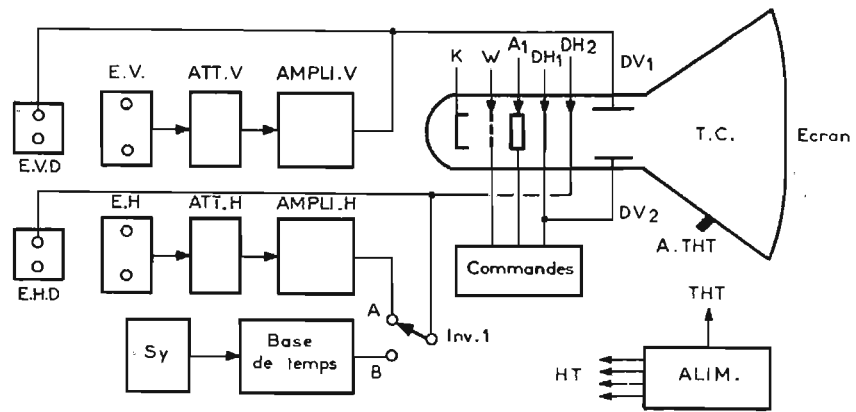 E.V.
ATT.V
AMPLI.V
K
W
A1
DH1
DH2
DV1
E.V.D
T.C.
Ecran
E.H
ATT.H
AMPLI.H
DV2
A.THT
E.H.D
Commandes
A
THT
Sy
Base
de temps
Inv.1
B
HT
ALIM.